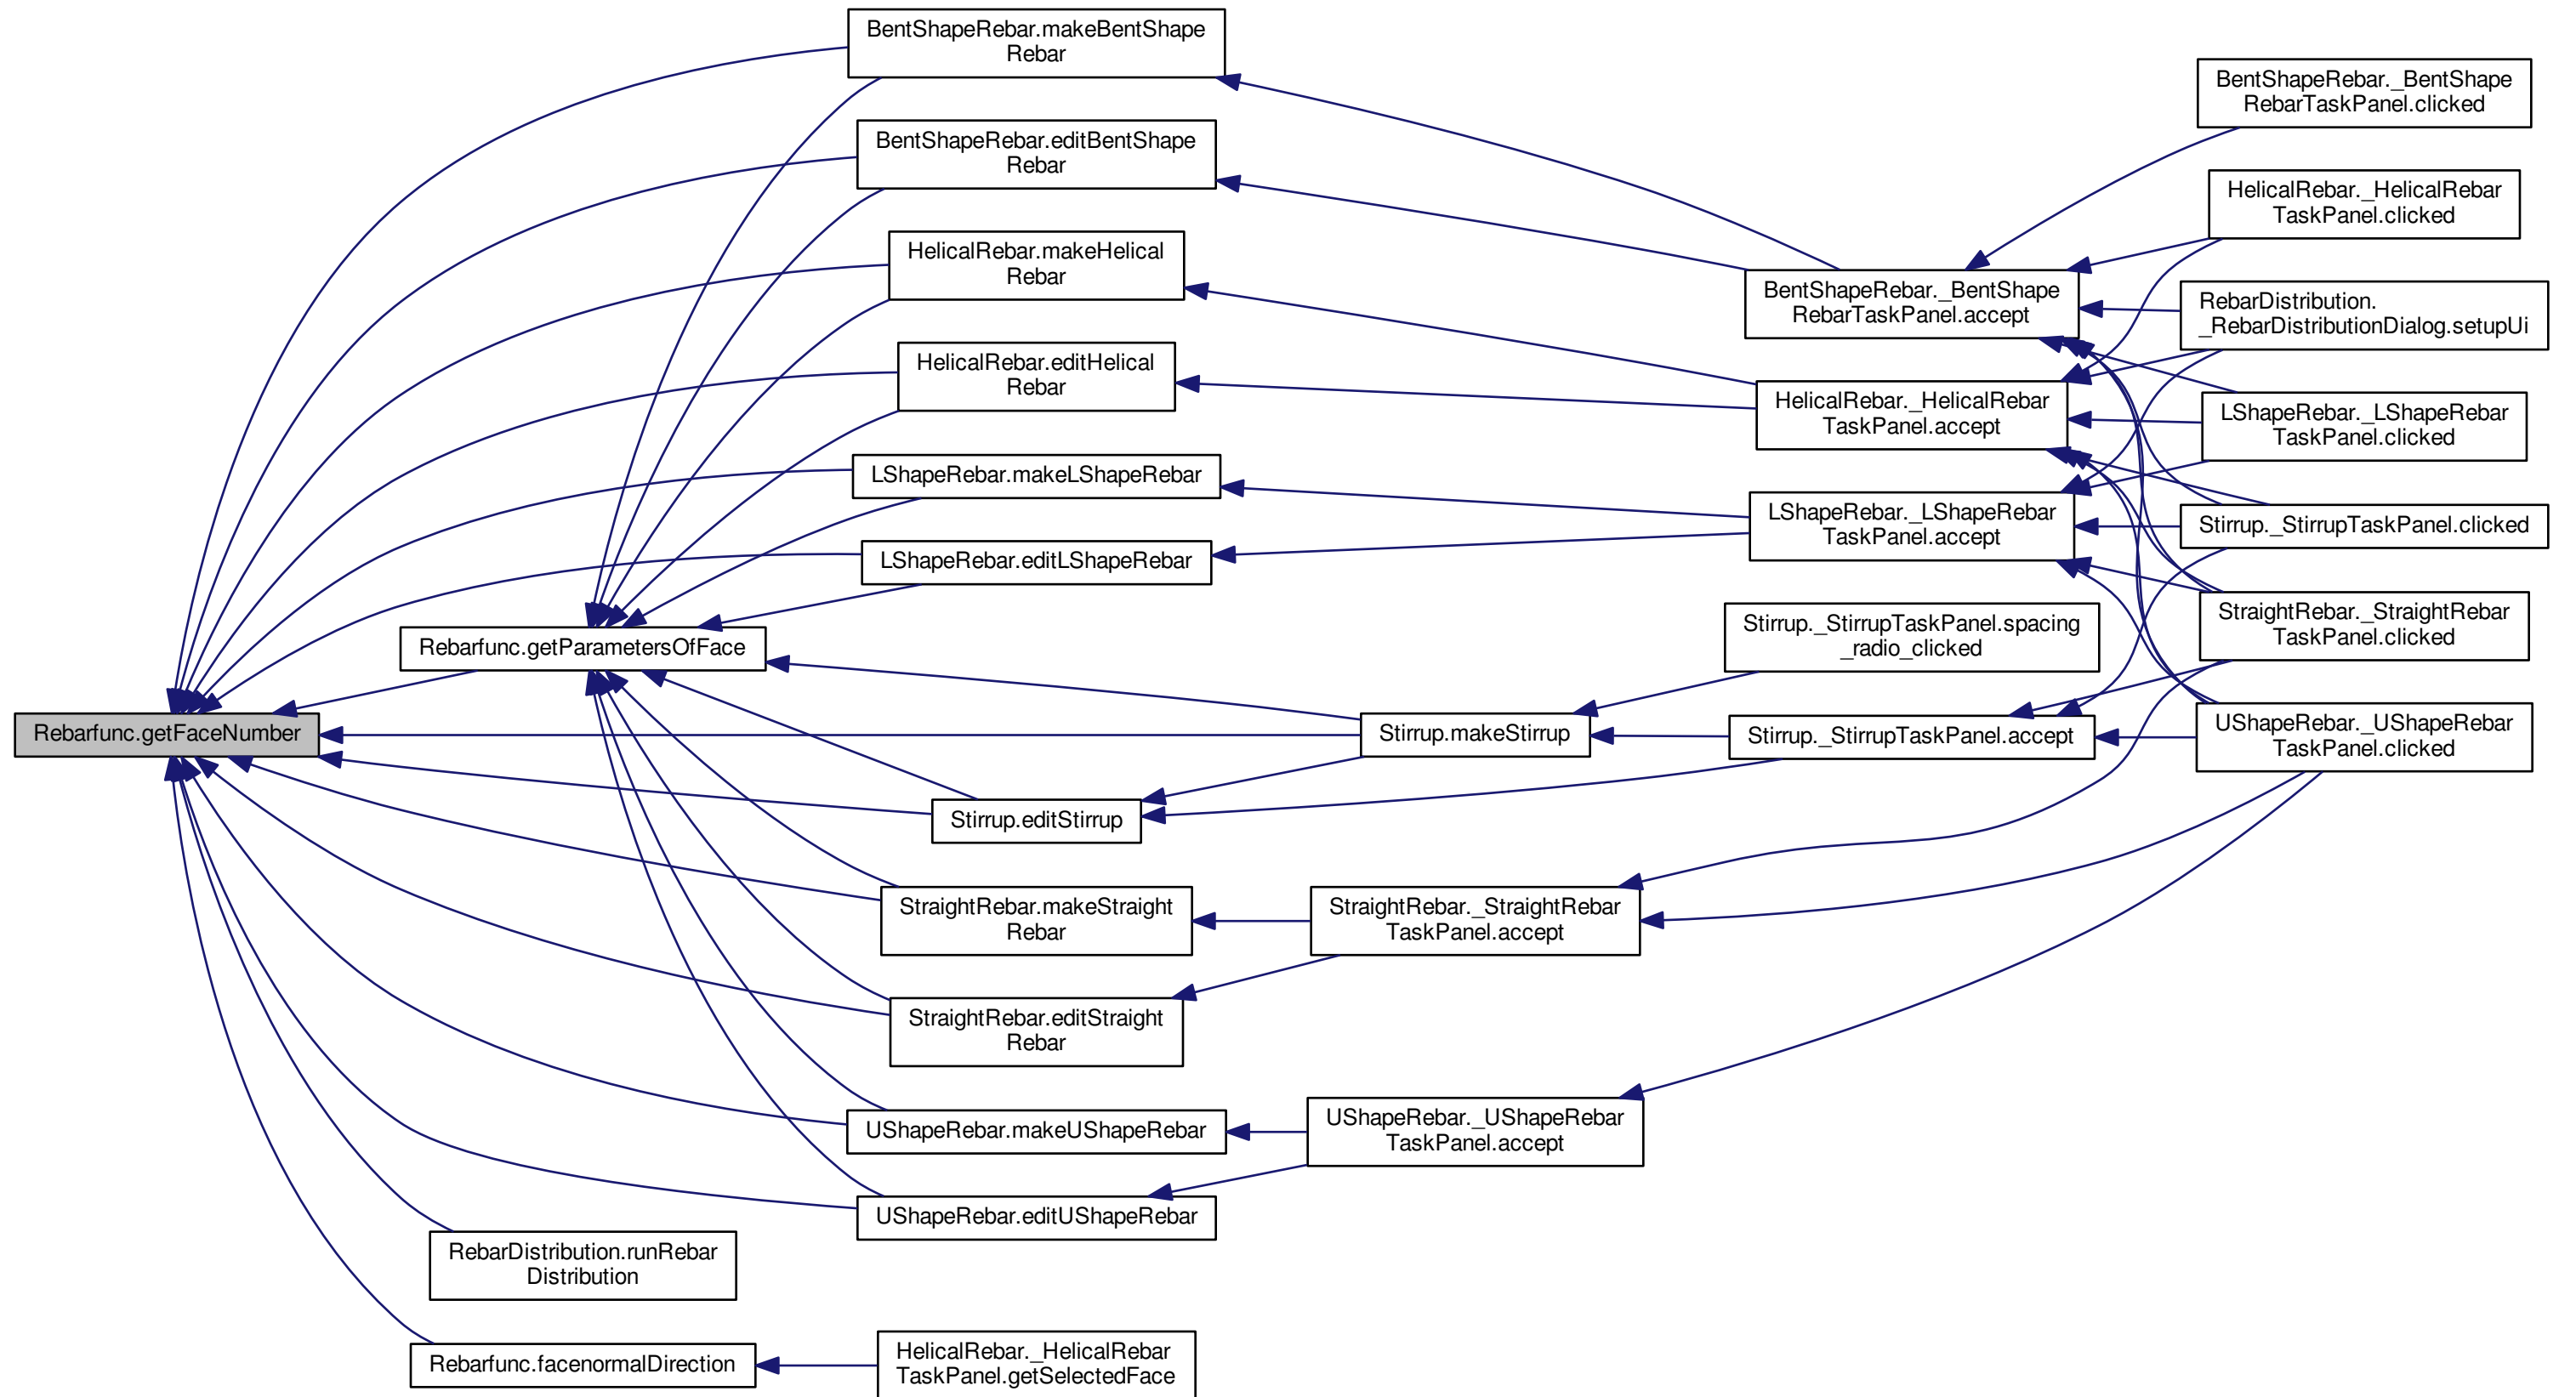 BentShapeRebar.makeBentShape
Rebar
BentShapeRebar._BentShape
RebarTaskPanel.clicked
BentShapeRebar.editBentShape
Rebar
HelicalRebar._HelicalRebar
TaskPanel.clicked
HelicalRebar.makeHelical
Rebar
BentShapeRebar._BentShape
RebarTaskPanel.accept
RebarDistribution.
_RebarDistributionDialog.setupUi
HelicalRebar.editHelical
Rebar
HelicalRebar._HelicalRebar
TaskPanel.accept
LShapeRebar._LShapeRebar
TaskPanel.clicked
LShapeRebar.makeLShapeRebar
LShapeRebar._LShapeRebar
TaskPanel.accept
Stirrup._StirrupTaskPanel.clicked
LShapeRebar.editLShapeRebar
Rebarfunc.getParametersOfFace
Stirrup._StirrupTaskPanel.spacing
_radio_clicked
StraightRebar._StraightRebar
TaskPanel.clicked
Rebarfunc.getFaceNumber
Stirrup.makeStirrup
Stirrup._StirrupTaskPanel.accept
UShapeRebar._UShapeRebar
TaskPanel.clicked
Stirrup.editStirrup
StraightRebar.makeStraight
Rebar
StraightRebar._StraightRebar
TaskPanel.accept
StraightRebar.editStraight
Rebar
UShapeRebar.makeUShapeRebar
UShapeRebar._UShapeRebar
TaskPanel.accept
UShapeRebar.editUShapeRebar
RebarDistribution.runRebar
Distribution
Rebarfunc.facenormalDirection
HelicalRebar._HelicalRebar
TaskPanel.getSelectedFace